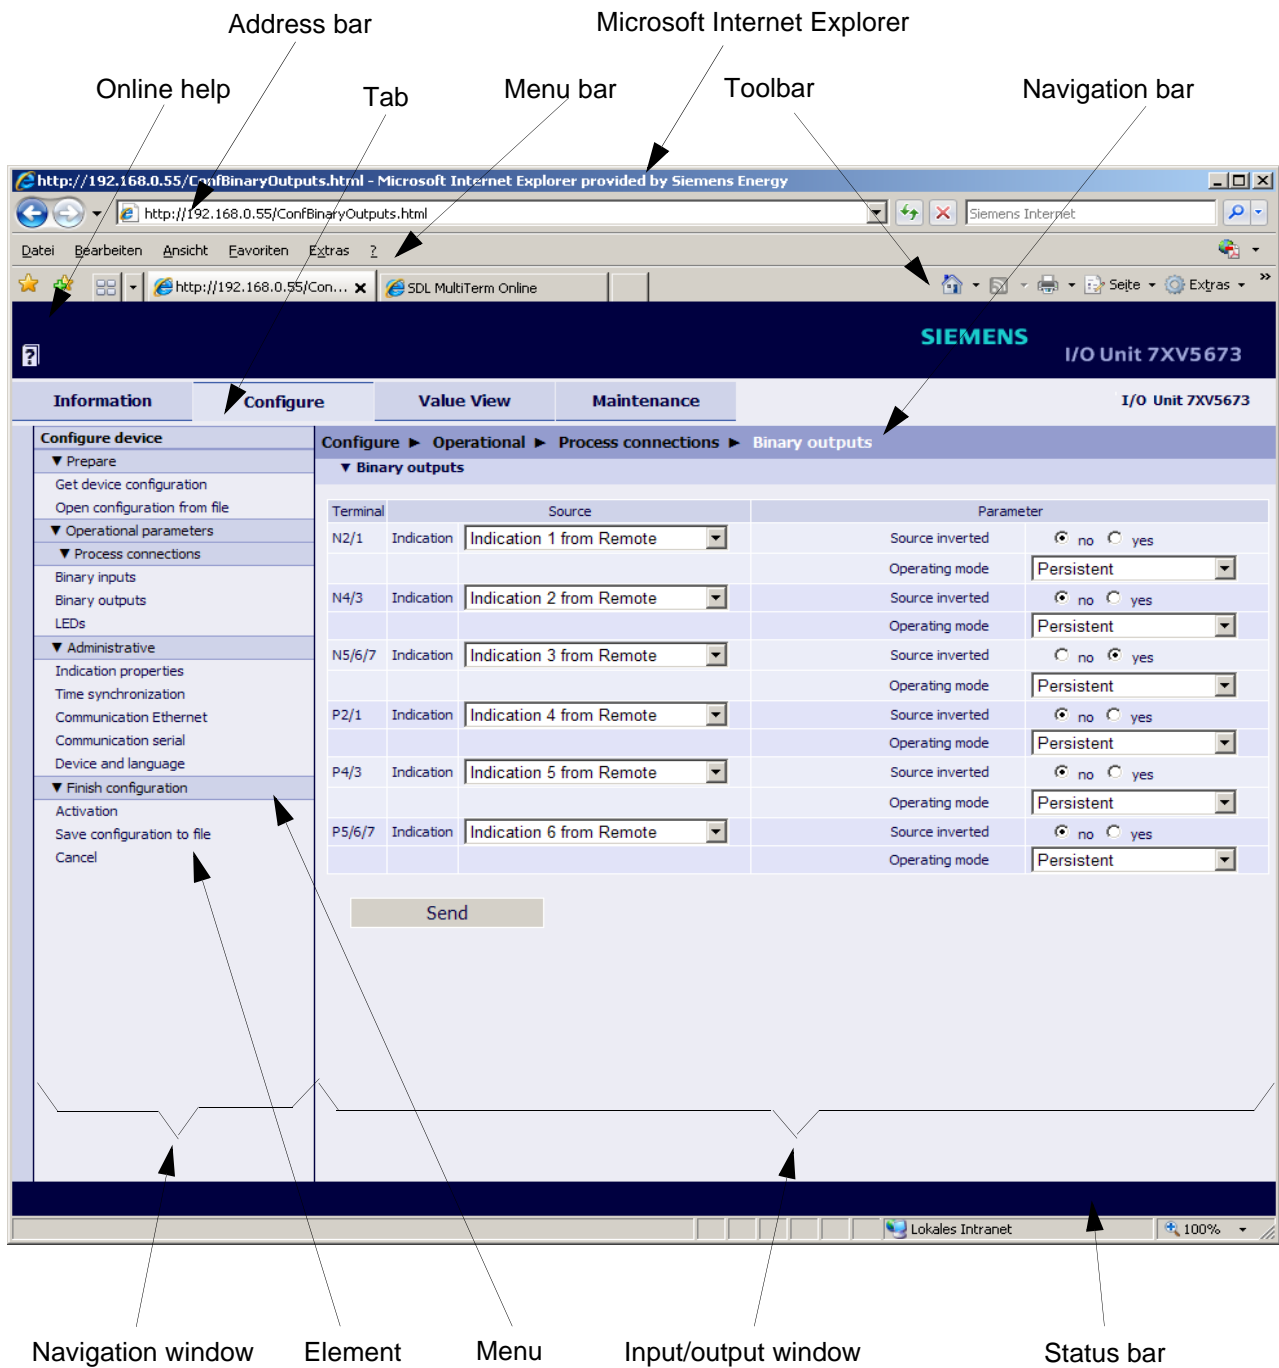 Address bar
Microsoft Internet Explorer
Online help
Tab
Menu bar
Toolbar
Navigation bar
http://192.168.0.55/ConfBinaryOutputs.html - Microsoft Internet Explorer provided by Siemens Energy
http://192.168.0.55/ConfBinaryOutputs.html
Siemens Internet
Datei Bearbeiten Ansicht Favoriten Extras ?
http://192.168.0.55/Con...
SDL MultiTerm Online
Seite
Extras
»
SIEMENS
I/O Unit 7XV5673
?
Information
Configure
Value View
Maintenance
I/O Unit 7XV5673
Configure device
▼ Prepare
Get device configuration
Open configuration from file
▼ Operational parameters
▼ Process connections
Binary inputs
Binary outputs
LEDs
▼ Administrative
Indication properties
Time synchronization
Communication Ethernet
Communication serial
Device and language
▼ Finish configuration
Activation
Save configuration to file
Cancel
Configure ► Operational ► Process connections ► Binary outputs
▼ Binary outputs
Terminal Source Parameter
N2/1 Indication Indication 1 from Remote Source inverted no yes
Operating mode Persistent
N4/3 Indication Indication 2 from Remote Source inverted no yes
Operating mode Persistent
N5/6/7 Indication Indication 3 from Remote Source inverted no yes
Operating mode Persistent
P2/1 Indication Indication 4 from Remote Source inverted no yes
Operating mode Persistent
P4/3 Indication Indication 5 from Remote Source inverted no yes
Operating mode Persistent
P5/6/7 Indication Indication 6 from Remote Source inverted no yes
Operating mode Persistent
Send
Lokales Intranet
100%
Navigation window
Element
Menu
Input/output window
Status bar